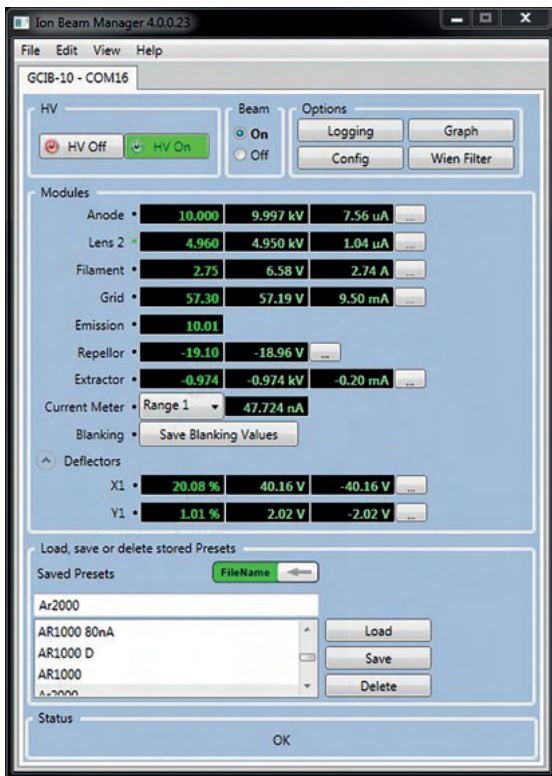 Ion Beam Manager 4.0.0.23
File Edit View Help
GCIB-10 - COM16
HV
HV Off HV On
Beam
On
Off
Options
Logging Graph
Config Wien Filter
Modules
Anode 10.000 9.997 kV 7.56 uA ...
Lens 2 4.960 4.950 kV 1.04 µA ...
Filament 2.75 6.58 V 2.74 A ...
Grid 57.30 57.19 V 9.50 mA ...
Emission 10.01
Repellor -19.10 -18.96 V ...
Extractor -0.974 -0.974 kV -0.20 mA ...
Current Meter Range 1 47.724 nA
Blanking Save Blanking Values
Deflectors
X1 20.08 % 40.16 V -40.16 V ...
Y1 1.01 % 2.02 V -2.02 V ...
Load, save or delete stored Presets
Saved Presets FileName
Ar2000
AR1000 80nA
AR1000 D
AR1000
Ar2000
Load
Save
Delete
Status
OK